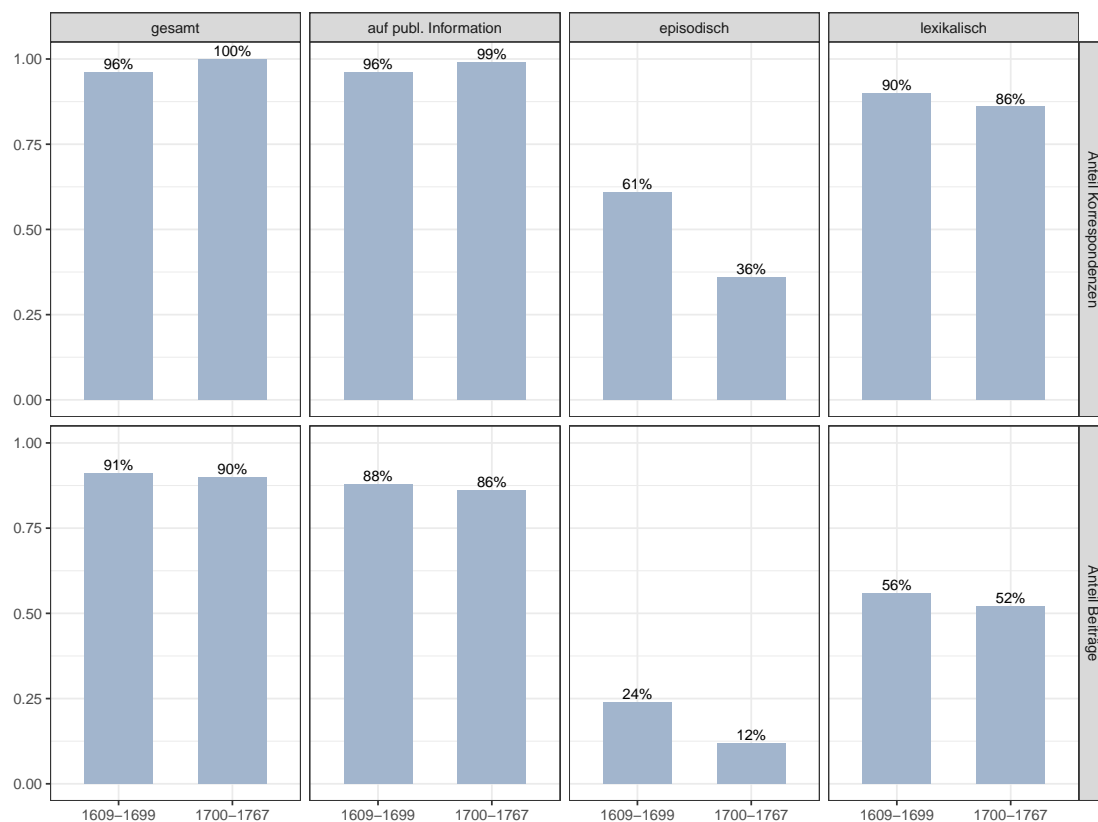 gesamt auf publ. Information episodisch lexikalisch
96% 100% 96% 99% 61% 36% 90% 86%
1.00
0.75
0.50
0.25
0.00
Anteil Korrespondenzen
91% 90% 88% 86% 24% 12% 56% 52%
1.00
0.75
0.50
0.25
0.00
Anteil Beiträge
1609–1699 1700–1767 1609–1699 1700–1767 1609–1699 1700–1767 1609–1699 1700–1767